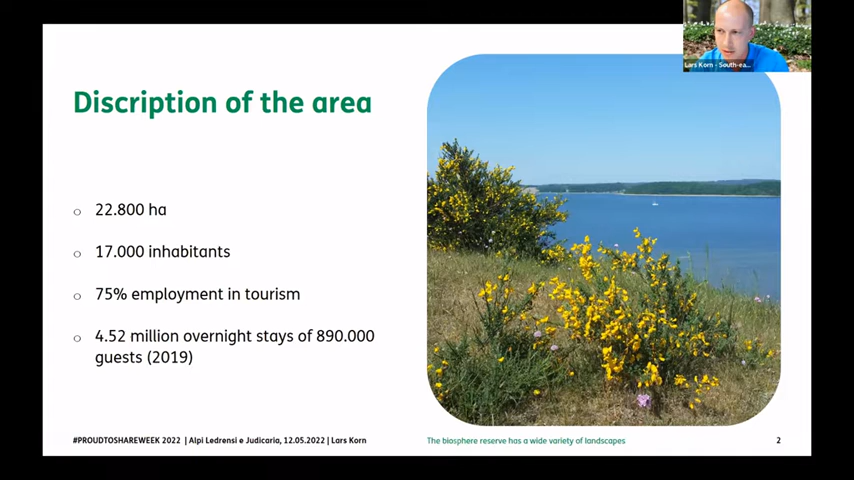 Lars Korn - South-ea...
Discription of the area
22.800 ha
17.000 inhabitants
75% employment in tourism
4.52 million overnight stays of 890.000
guests (2019)
#PROUDTOSHAREWEEK 2022 | Alpi Ledrensi e Judicaria, 12.05.2022 | Lars Korn
The biosphere reserve has a wide variety of landscapes
2